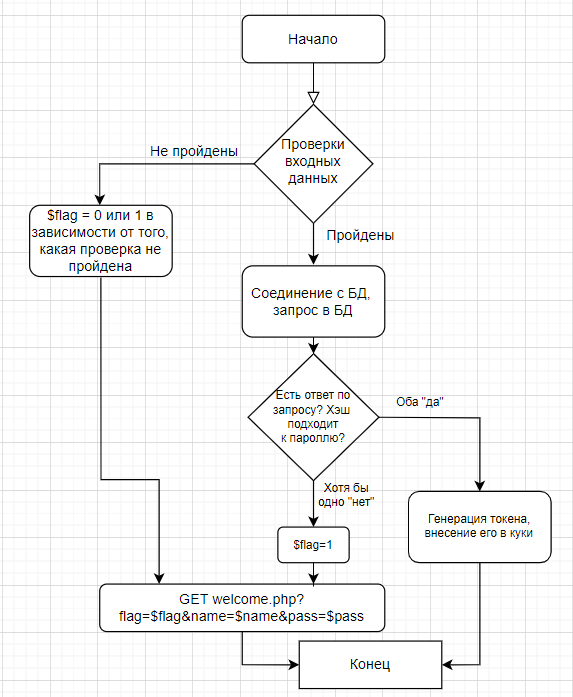 Начало
Проверки
входных
данных
Не пройдены
$flag = 0 или 1 в
зависимости от того,
какая проверка не
пройдена
Пройдены
Соединение с БД,
запрос в БД
Есть ответ по
запросу? Хэш
подходит
к пароллю?
Оба "да"
Хотя бы
одно "нет"
Генерация токена,
внесение его в куки
$flag=1
GET welcome.php?
flag=$flag&name=$name&pass=$pass
Конец